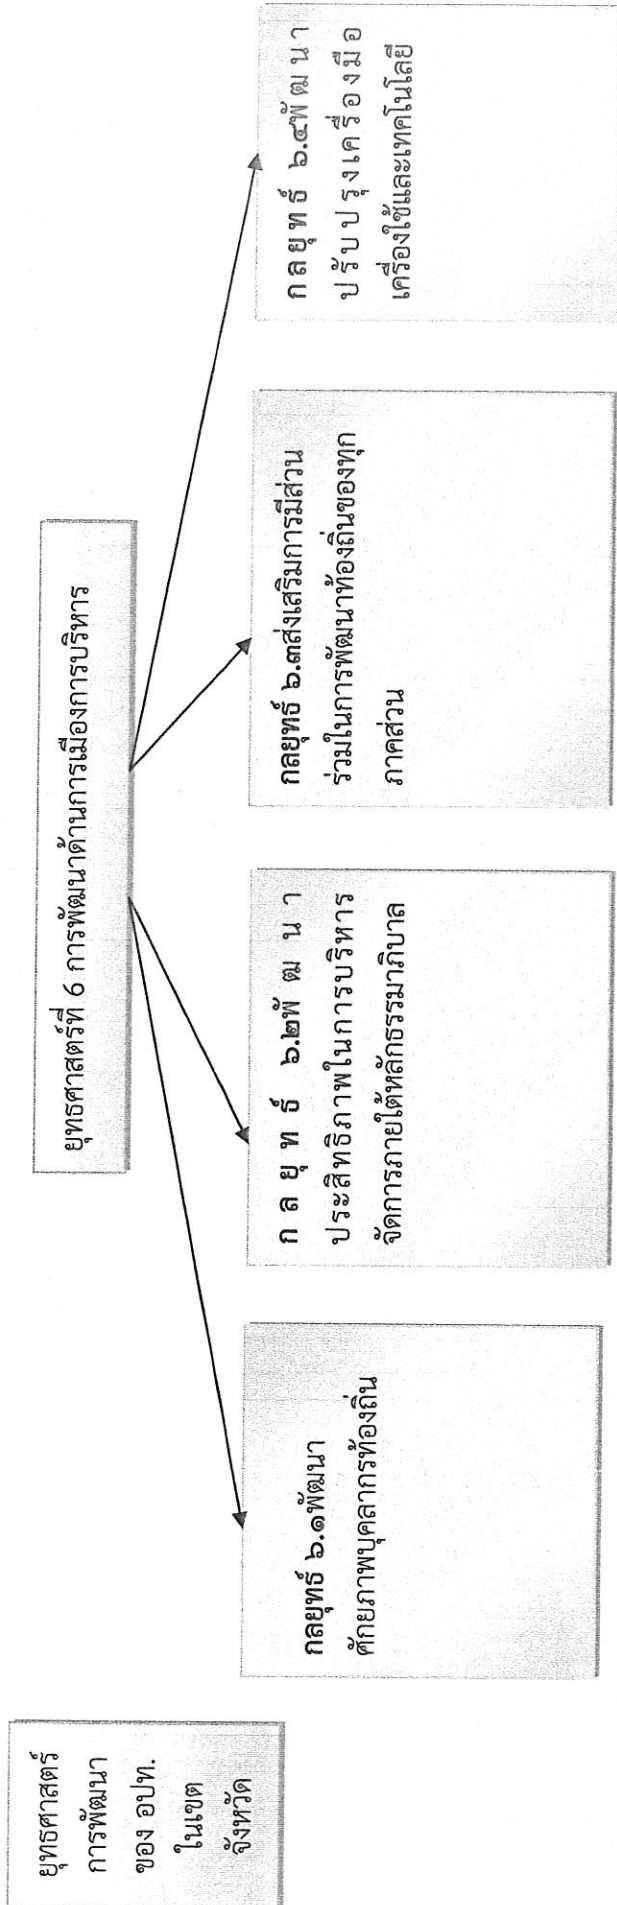 ยุทธศาสตร์
การพัฒนา
ของ อปท.
ในเขต
จังหวัด
ยุทธศาสตร์ที่ 6 การพัฒนาด้านการเมืองการบริหาร
กลยุทธ์ ๖.๑พัฒนา
ศักยภาพบุคลากรท้องถิ่น
กลยุทธ์ ๖.๒พัฒนา
ประสิทธิภาพในการบริหาร
จัดการภายใต้หลักธรรมาภิบาล
กลยุทธ์ ๖.๓ส่งเสริมการมีส่วน
ร่วมในการพัฒนาท้องถิ่นของทุก
ภาคส่วน
กลยุทธ์ ๖.๔พัฒนา
ปรับปรุงเครื่องมือ
เครื่องใช้และเทคโนโลยี